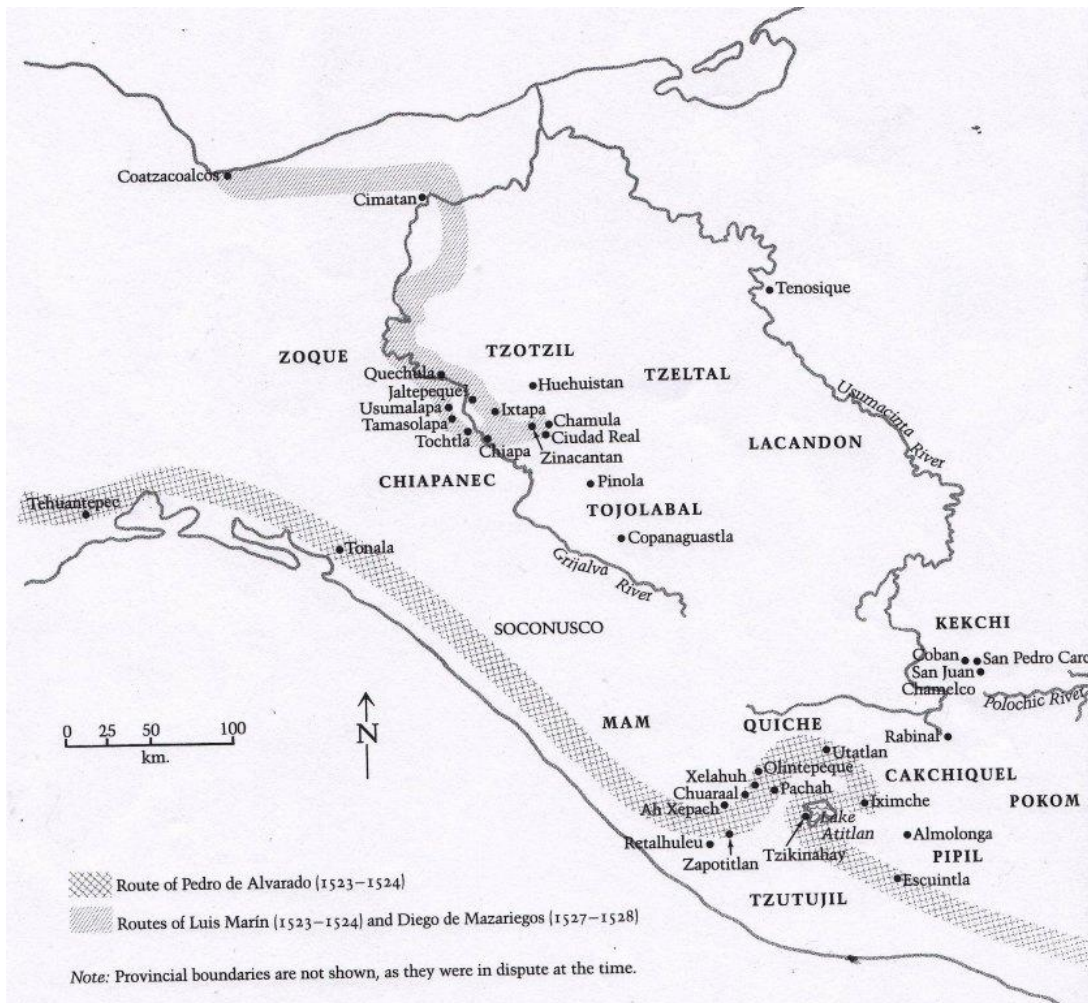 Coatzacoalcos
Cimatan
Tenosique
ZOQUE
TZOTZIL
Quechula
TZELTAL
Huehuistan
Jaltepeque
Usumalapa
Ixtapa
Chamula
Tamasolapa
Ciudad Real
Tochtla
Chiapa
Zinacantan
Usumacinta River
LACANDON
CHIAPANEC
Pinola
Tehuantepec
TOJOLABAL
Copanaguastla
Tonala
Grijalva River
SOCONUSCO
KEKCHI
Coban
San Pedro Carc
San Juan
Chamelco
Polochic River
0 25 50 100
km.
N
MAM
QUICHE
Rabinal
Utatlan
Olintepeque
Xelahuh
CAKCHIQUEL
Chuaraal
Pachah
Ah Xepach
Iximche
POKOM
Lake
Atitlan
Almolonga
Retalhuleu
Zapotitlan
Tzikinahay
PIPIL
Escuintla
TZUTUJIL
Route of Pedro de Alvarado (1523–1524)
Routes of Luis Marín (1523–1524) and Diego de Mazariegos (1527–1528)
Note: Provincial boundaries are not shown, as they were in dispute at the time.